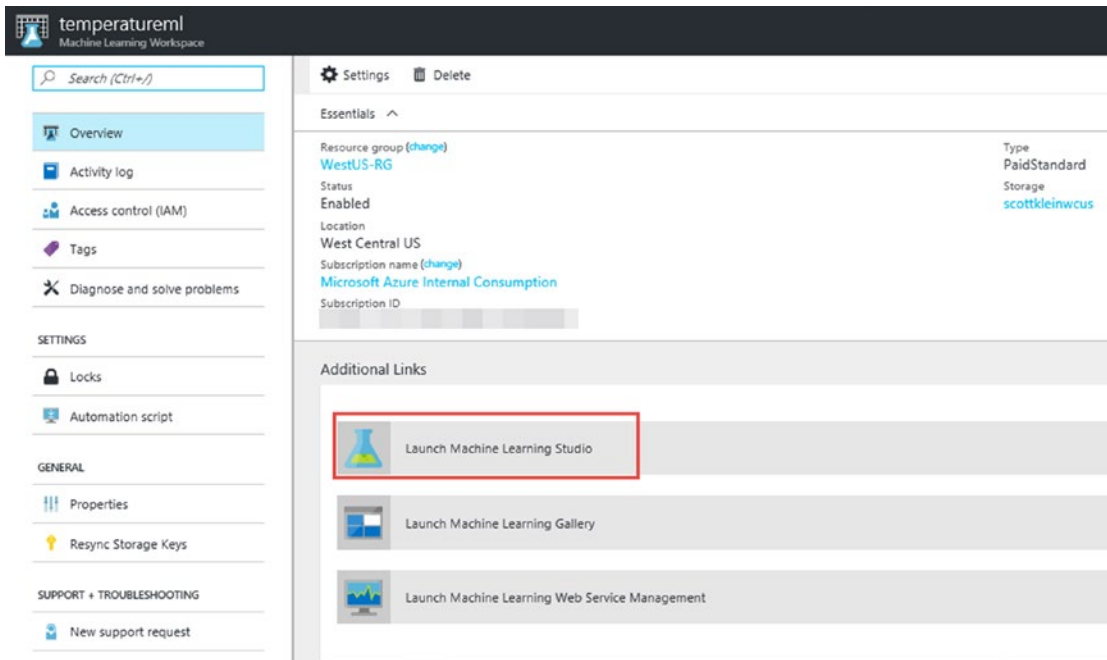 temperatureml
Machine Learning Workspace
Search (Ctrl+/)
Overview
Activity log
Access control (IAM)
Tags
Diagnose and solve problems
SETTINGS
Locks
Automation script
GENERAL
Properties
Resync Storage Keys
SUPPORT + TROUBLESHOOTING
New support request
Settings Delete
Essentials
Resource group (change)
WestUS-RG
Status
Enabled
Location
West Central US
Subscription name (change)
Microsoft Azure Internal Consumption
Subscription ID
Type
PaidStandard
Storage
scottkleinwcus
Additional Links
Launch Machine Learning Studio
Launch Machine Learning Gallery
Launch Machine Learning Web Service Management